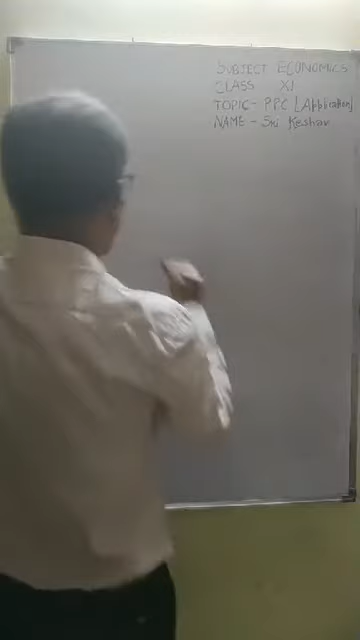 SUBJECT ECONOMICS
CLASS XI
TOPIC - PPC [Application]
NAME - Sri Keshav